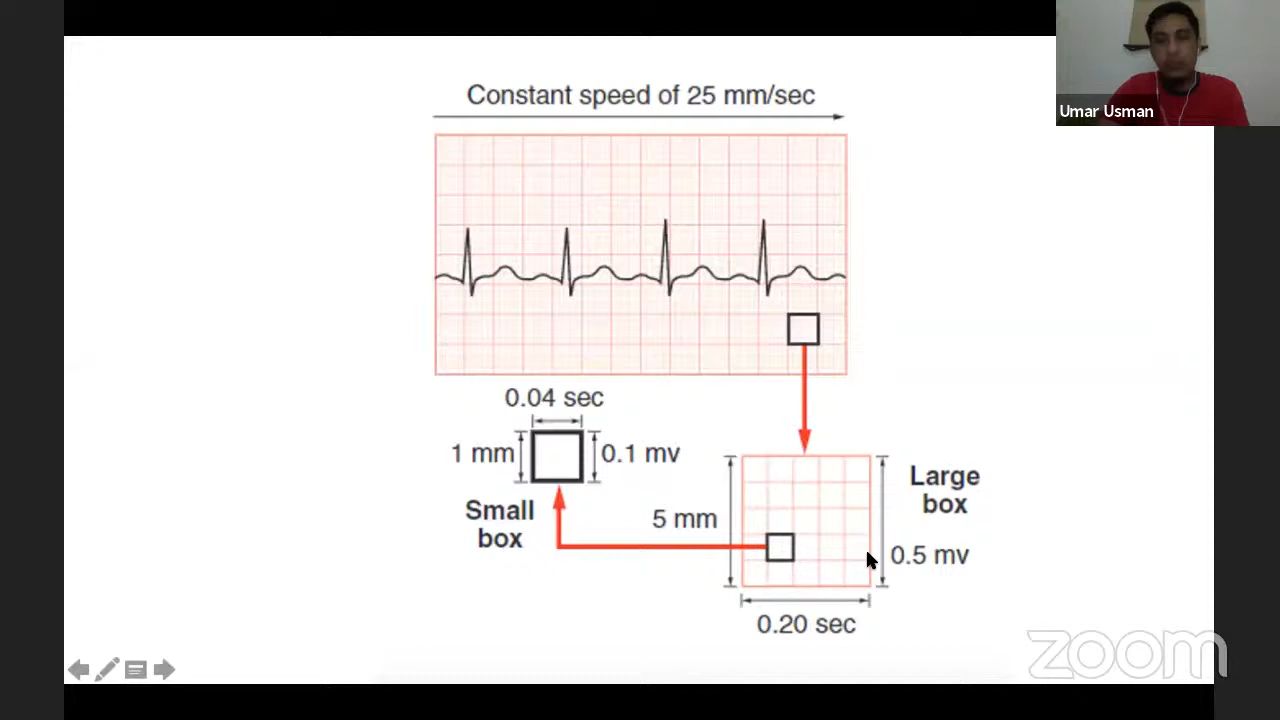 Constant speed of 25 mm/sec
Umar Usman
0.04 sec
1 mm
0.1 mv
Small
box
5 mm
Large
box
0.5 mv
0.20 sec
zoom